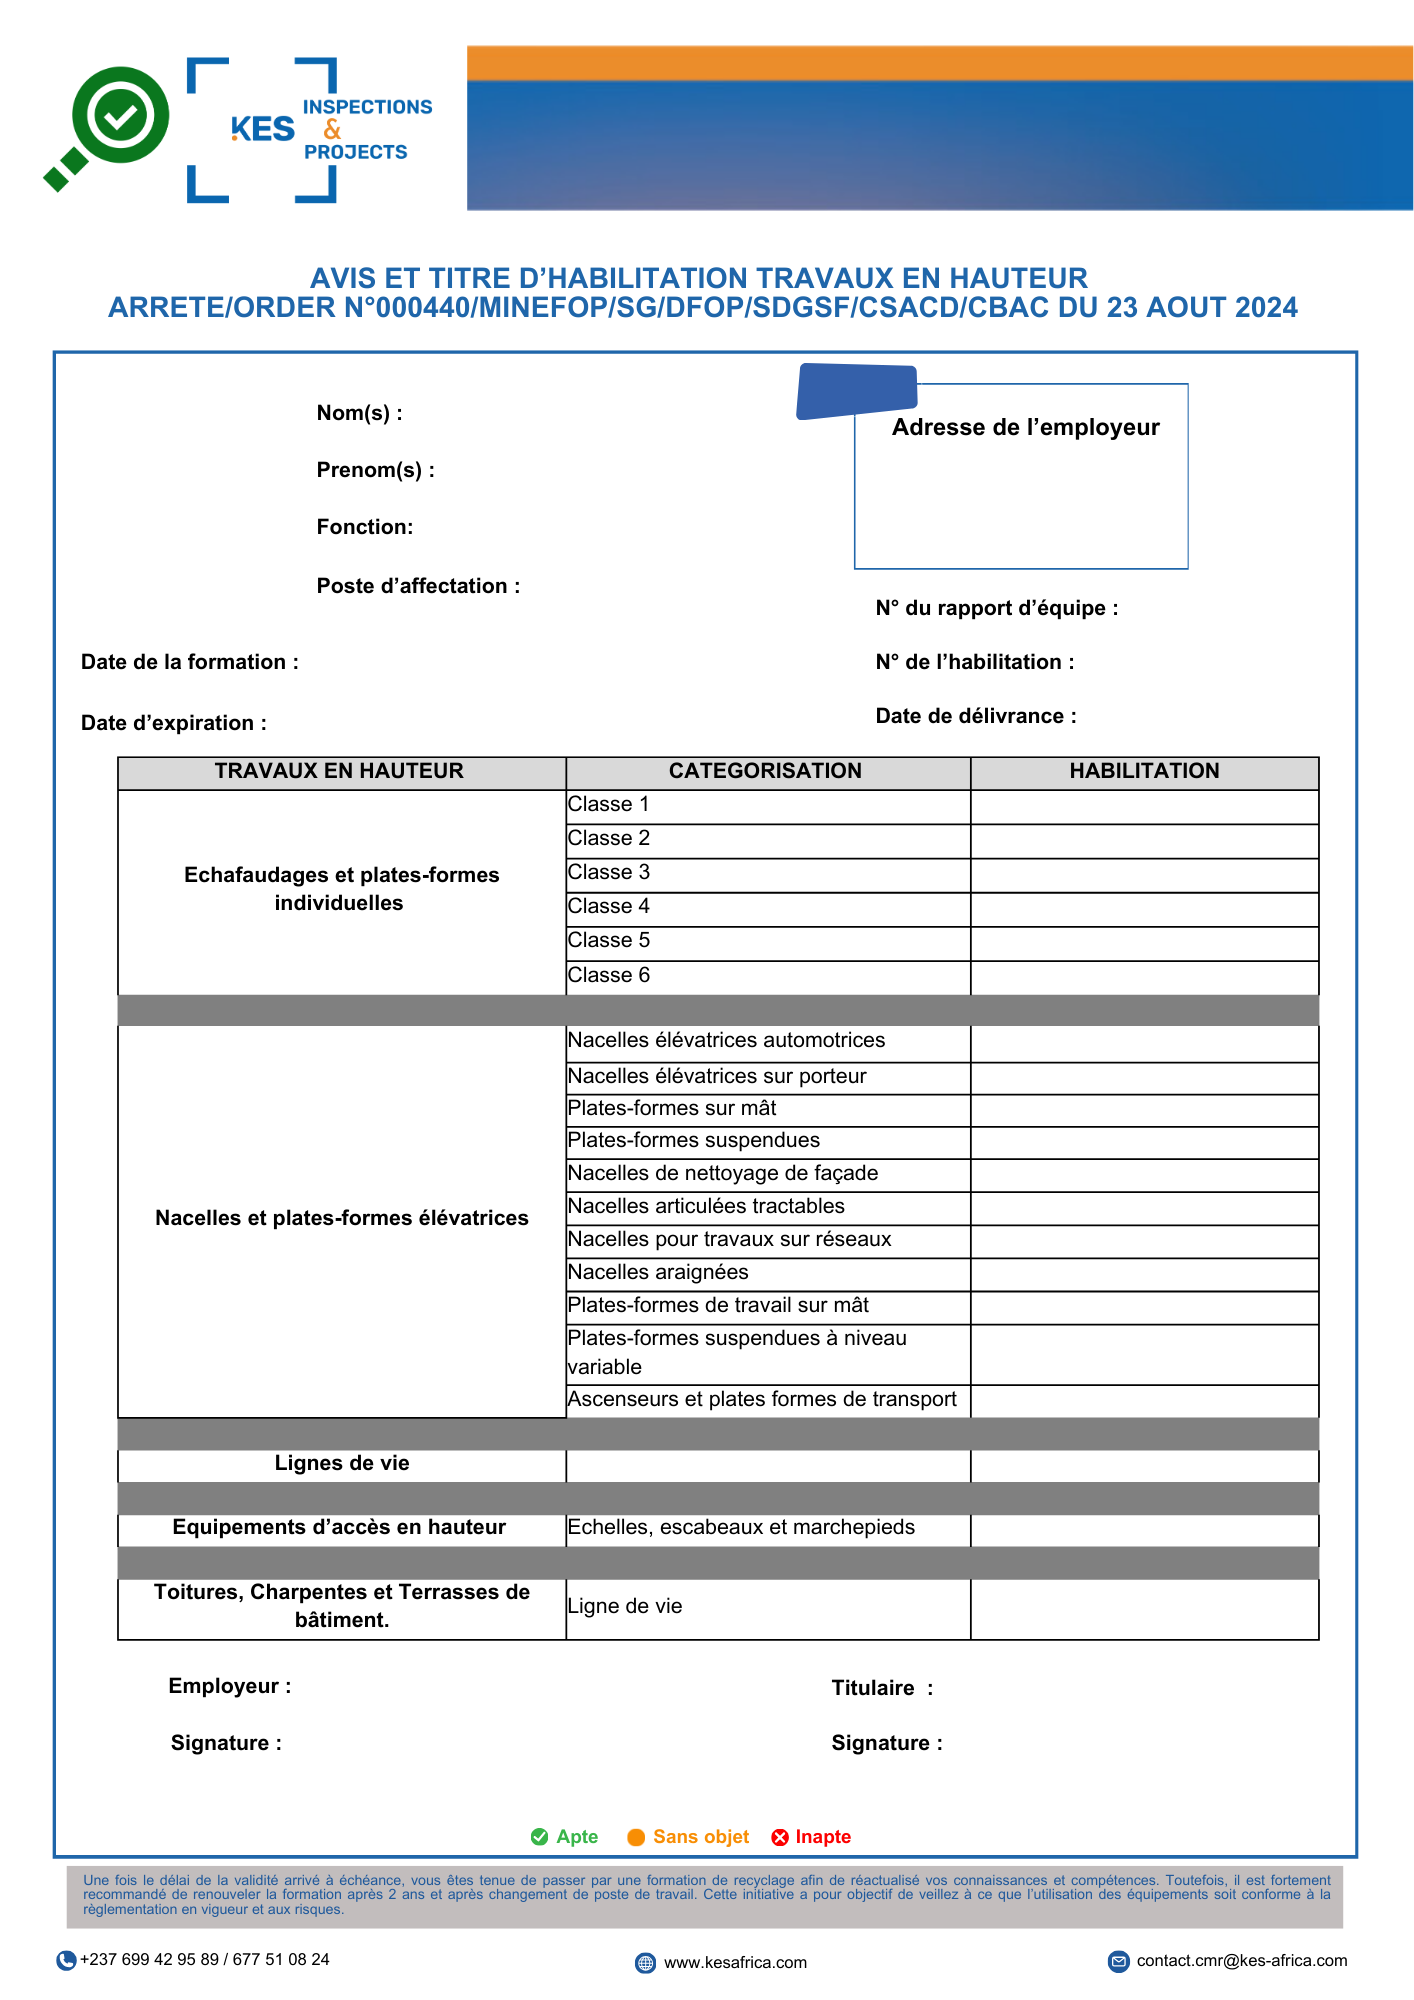 KES INSPECTIONS
&
PROJECTS
AVIS ET TITRE D’HABILITATION TRAVAUX EN HAUTEUR
ARRETE/ORDER N°000440/MINEFOP/SG/DFOP/SDGSF/CSACD/CBAC DU 23 AOUT 2024
Nom(s) :
Adresse de l’employeur
Prenom(s) :
Fonction:
Poste d’affectation :
N° du rapport d’équipe :
Date de la formation :
N° de l’habilitation :
Date d’expiration :
Date de délivrance :
TRAVAUX EN HAUTEUR CATEGORISATION HABILITATION
Echafaudages et plates-formes
individuelles
Classe 1
Classe 2
Classe 3
Classe 4
Classe 5
Classe 6
Nacelles et plates-formes élévatrices
Nacelles élévatrices automotrices
Nacelles élévatrices sur porteur
Plates-formes sur mât
Plates-formes suspendues
Nacelles de nettoyage de façade
Nacelles articulées tractables
Nacelles pour travaux sur réseaux
Nacelles araignées
Plates-formes de travail sur mât
Plates-formes suspendues à niveau
variable
Ascenseurs et plates formes de transport
Lignes de vie
Equipements d’accès en hauteur Echelles, escabeaux et marchepieds
Toitures, Charpentes et Terrasses de
bâtiment.
Ligne de vie
Employeur :
Titulaire :
Signature :
Signature :
Apte Sans objet Inapte
Une fois le délai de la validité arrivé à échéance, vous êtes tenue de passer par une formation de recyclage afin de réactualisé vos connaissances et compétences. Toutefois, il est fortement
recommandé de renouveler la formation après 2 ans et après changement de poste de travail. Cette initiative a pour objectif de veillez à ce que l’utilisation des équipements soit conforme à la
règlementation en vigueur et aux risques.
+237 699 42 95 89 / 677 51 08 24
www.kesafrica.com
contact.cmr@kes-africa.com